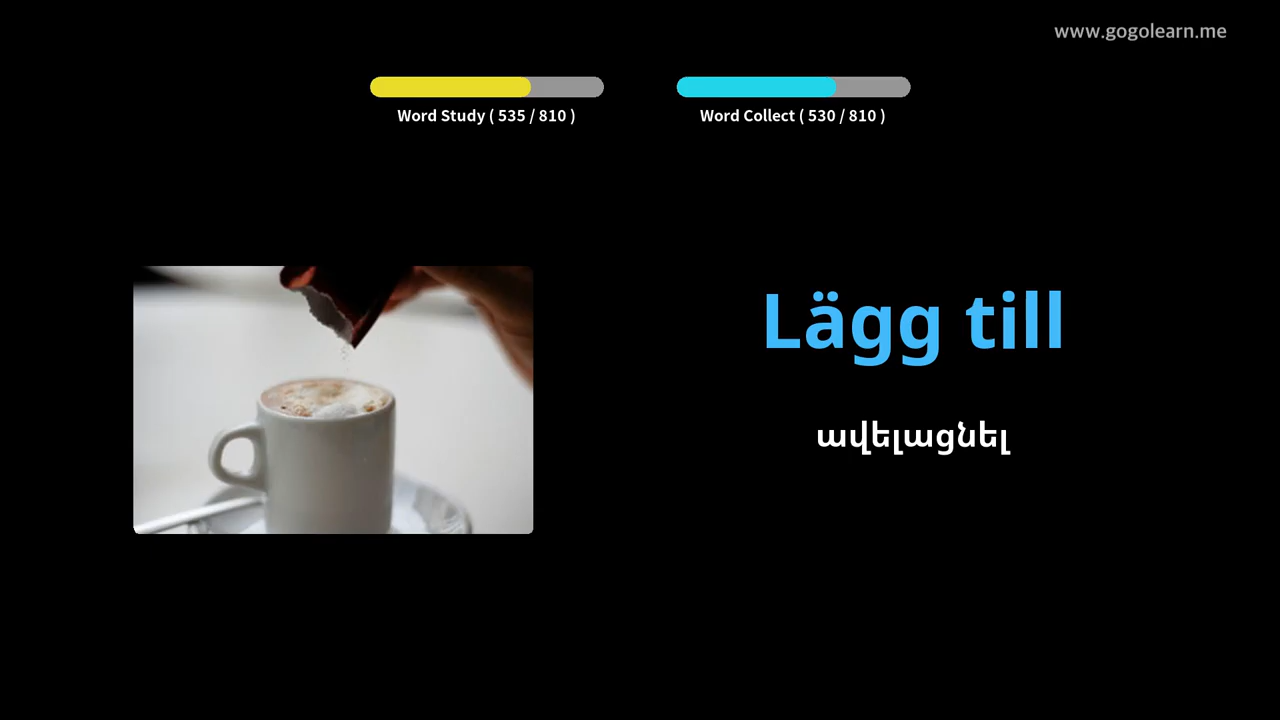 www.gogolearn.me
Word Study ( 535 / 810 )
Word Collect ( 530 / 810 )
Lägg till
ավելացնել